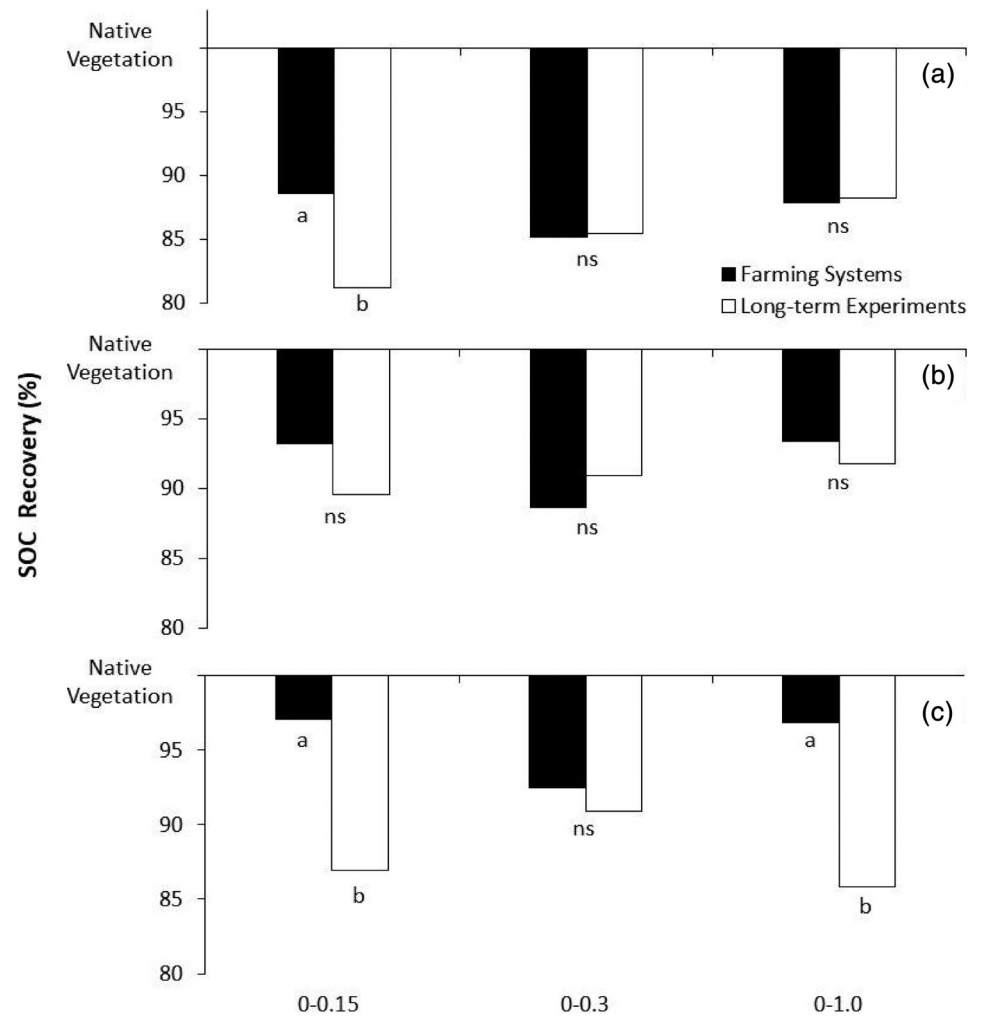 Native
Vegetation
(a)
95
90
a
85
ns
ns
Farming Systems
80
b
Long-term Experiments
Native
Vegetation
(b)
95
90
ns
ns
ns
85
80
SOC Recovery (%)
Native
Vegetation
(c)
95
a
a
90
ns
85
b
b
80
0-0.15
0-0.3
0-1.0